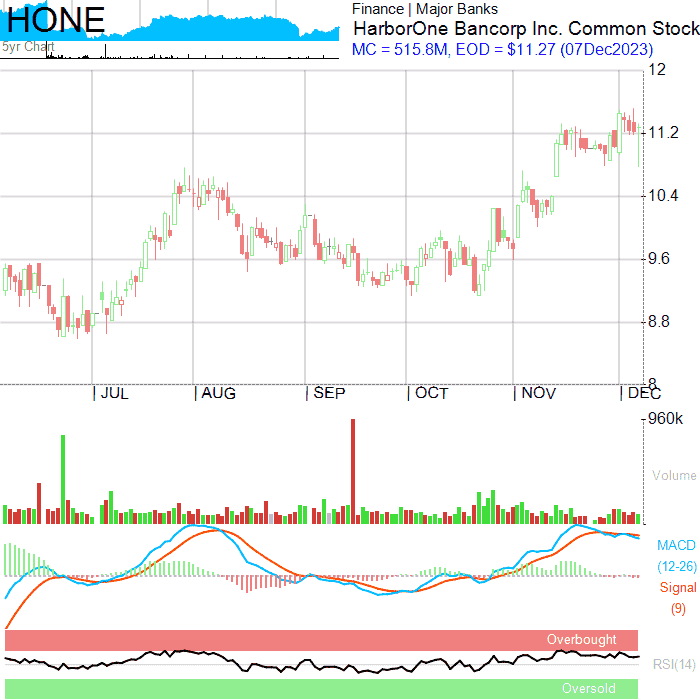 HONE
5yr Chart
Finance | Major Banks
HarborOne Bancorp Inc. Common Stock
MC = 515.8M, EOD = $11.27 (07Dec2023)
12
11.2
10.4
9.6
8.8
8
| JUL | AUG | SEP | OCT | NOV | DEC
960k
Volume
MACD
(12-26)
Signal
(9)
Overbought
RSI(14)
Oversold